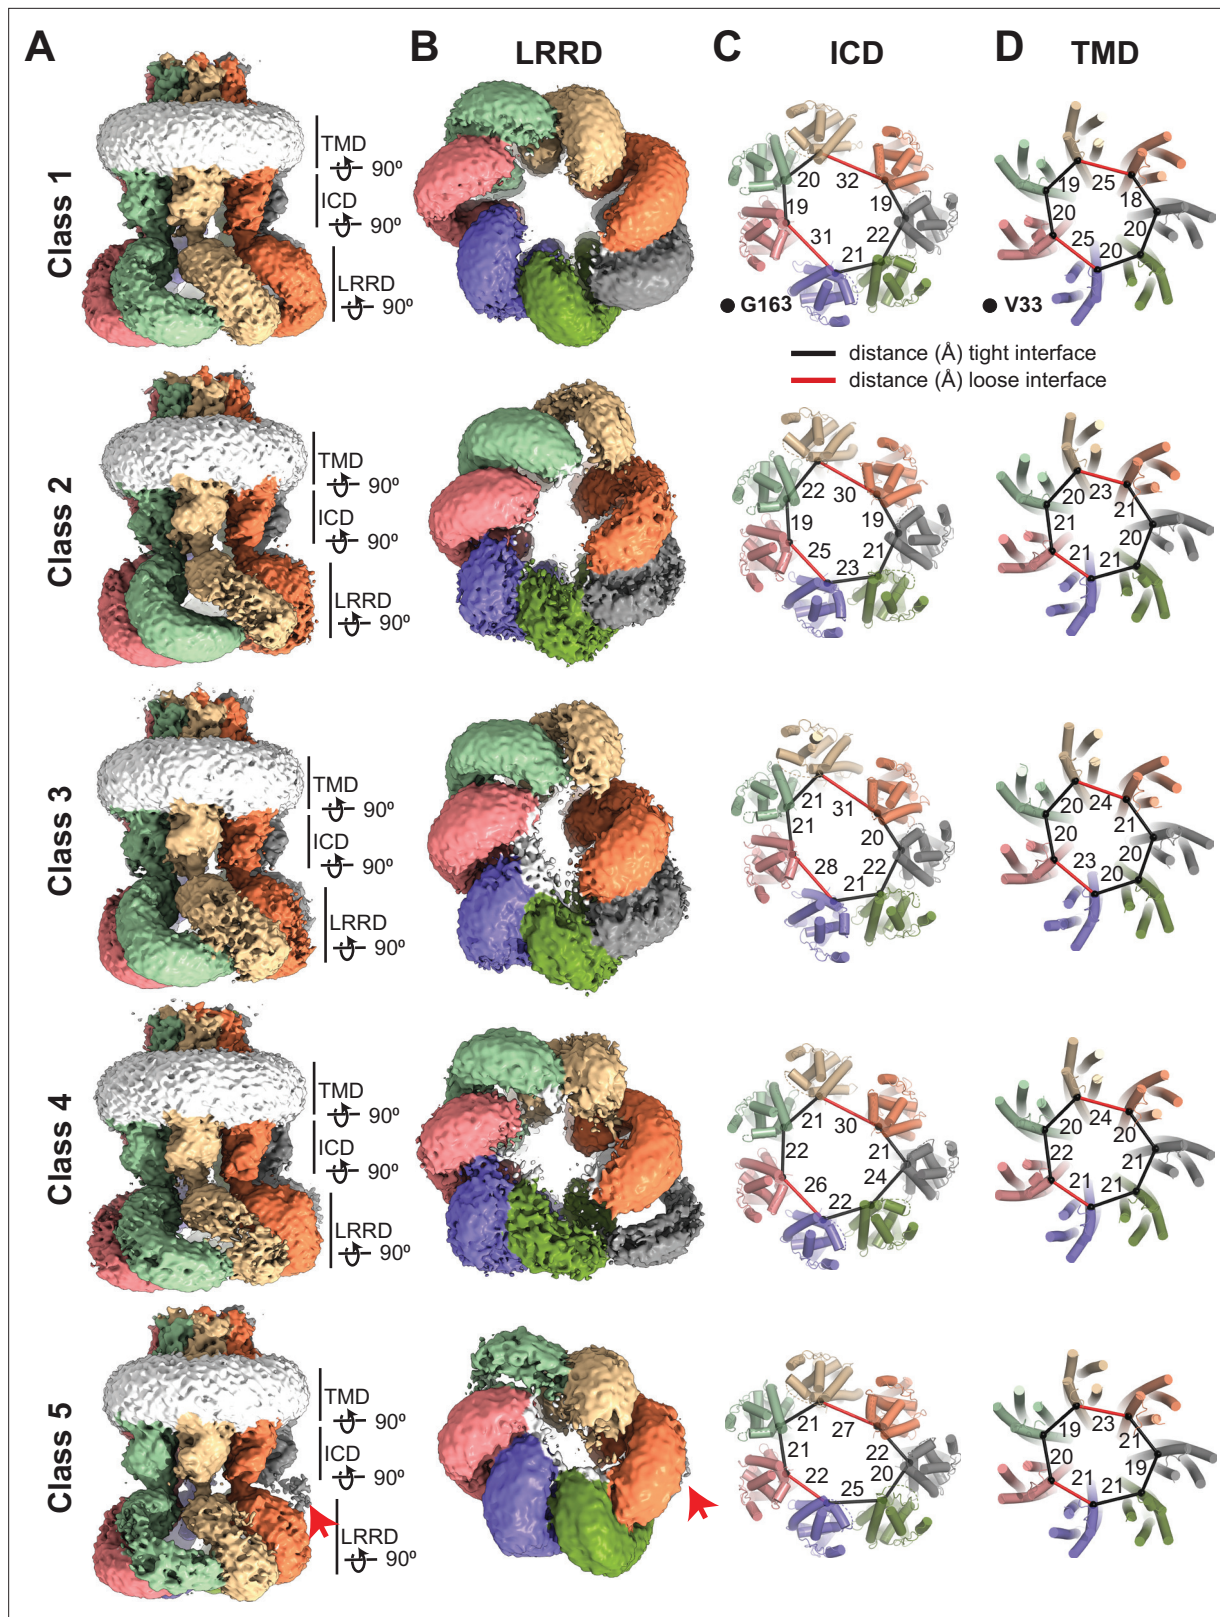 A
B
LRRD
C
ICD
D
TMD
Class 1
TMD
90º
ICD
90º
LRRD
90º
20
32
19
19
31
22
21
G163
19
25
18
20
20
25
20
V33
distance (Å) tight interface
distance (Å) loose interface
Class 2
TMD
90º
ICD
90º
LRRD
90º
22
30
19
19
25
21
23
20
23
21
21
20
21
21
Class 3
TMD
90º
ICD
90º
LRRD
90º
21
31
21
20
28
22
21
20
24
21
20
20
23
20
Class 4
TMD
90º
ICD
90º
LRRD
90º
21
30
22
21
26
24
22
20
24
20
22
21
21
21
Class 5
TMD
90º
ICD
90º
LRRD
90º
21
27
21
22
22
20
25
19
23
21
20
19
21
21